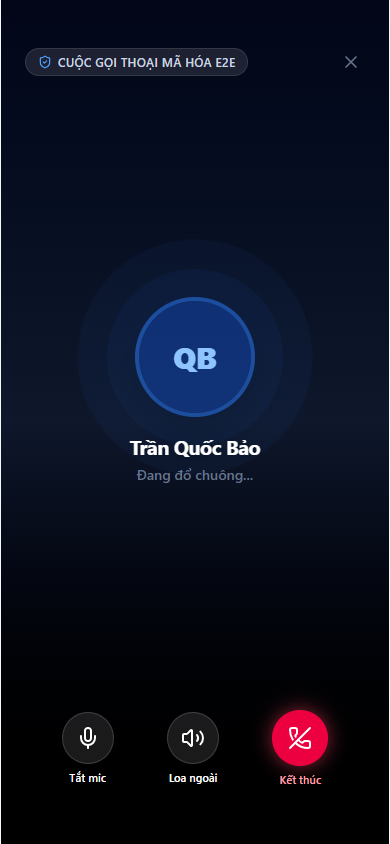 CUỘC GỌI THOẠI MÃ HÓA E2E
QB
Trần Quốc Bảo
Đang đổ chuông...
Tắt mic
Loa ngoài
Kết thúc